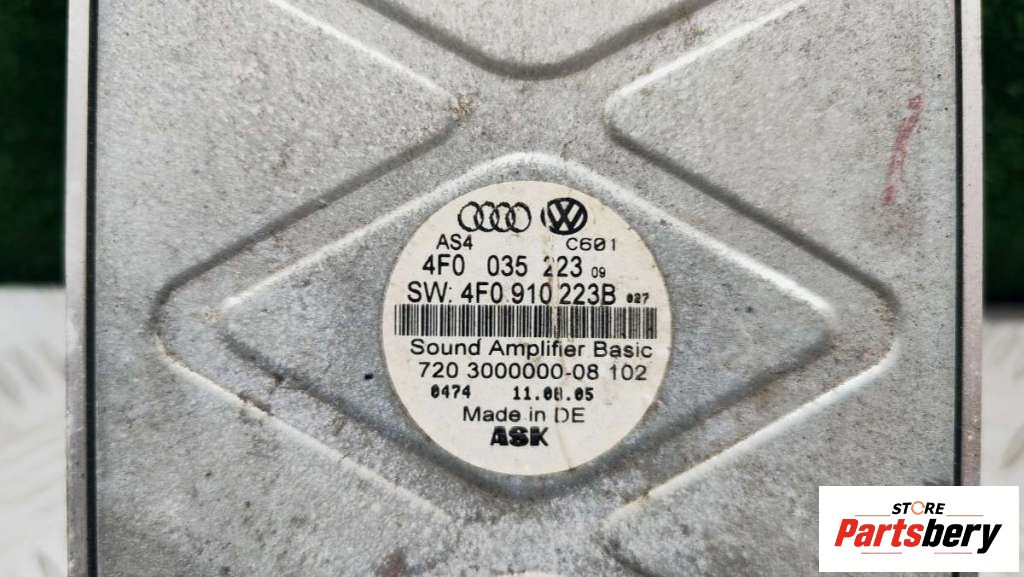 AS4 C601
4F0 035 223 09
SW: 4F0 910 223B 027
Sound Amplifier Basic
720 3000000-08 102
0474 11.08.05
Made in DE
ASK
STORE
Partsbery